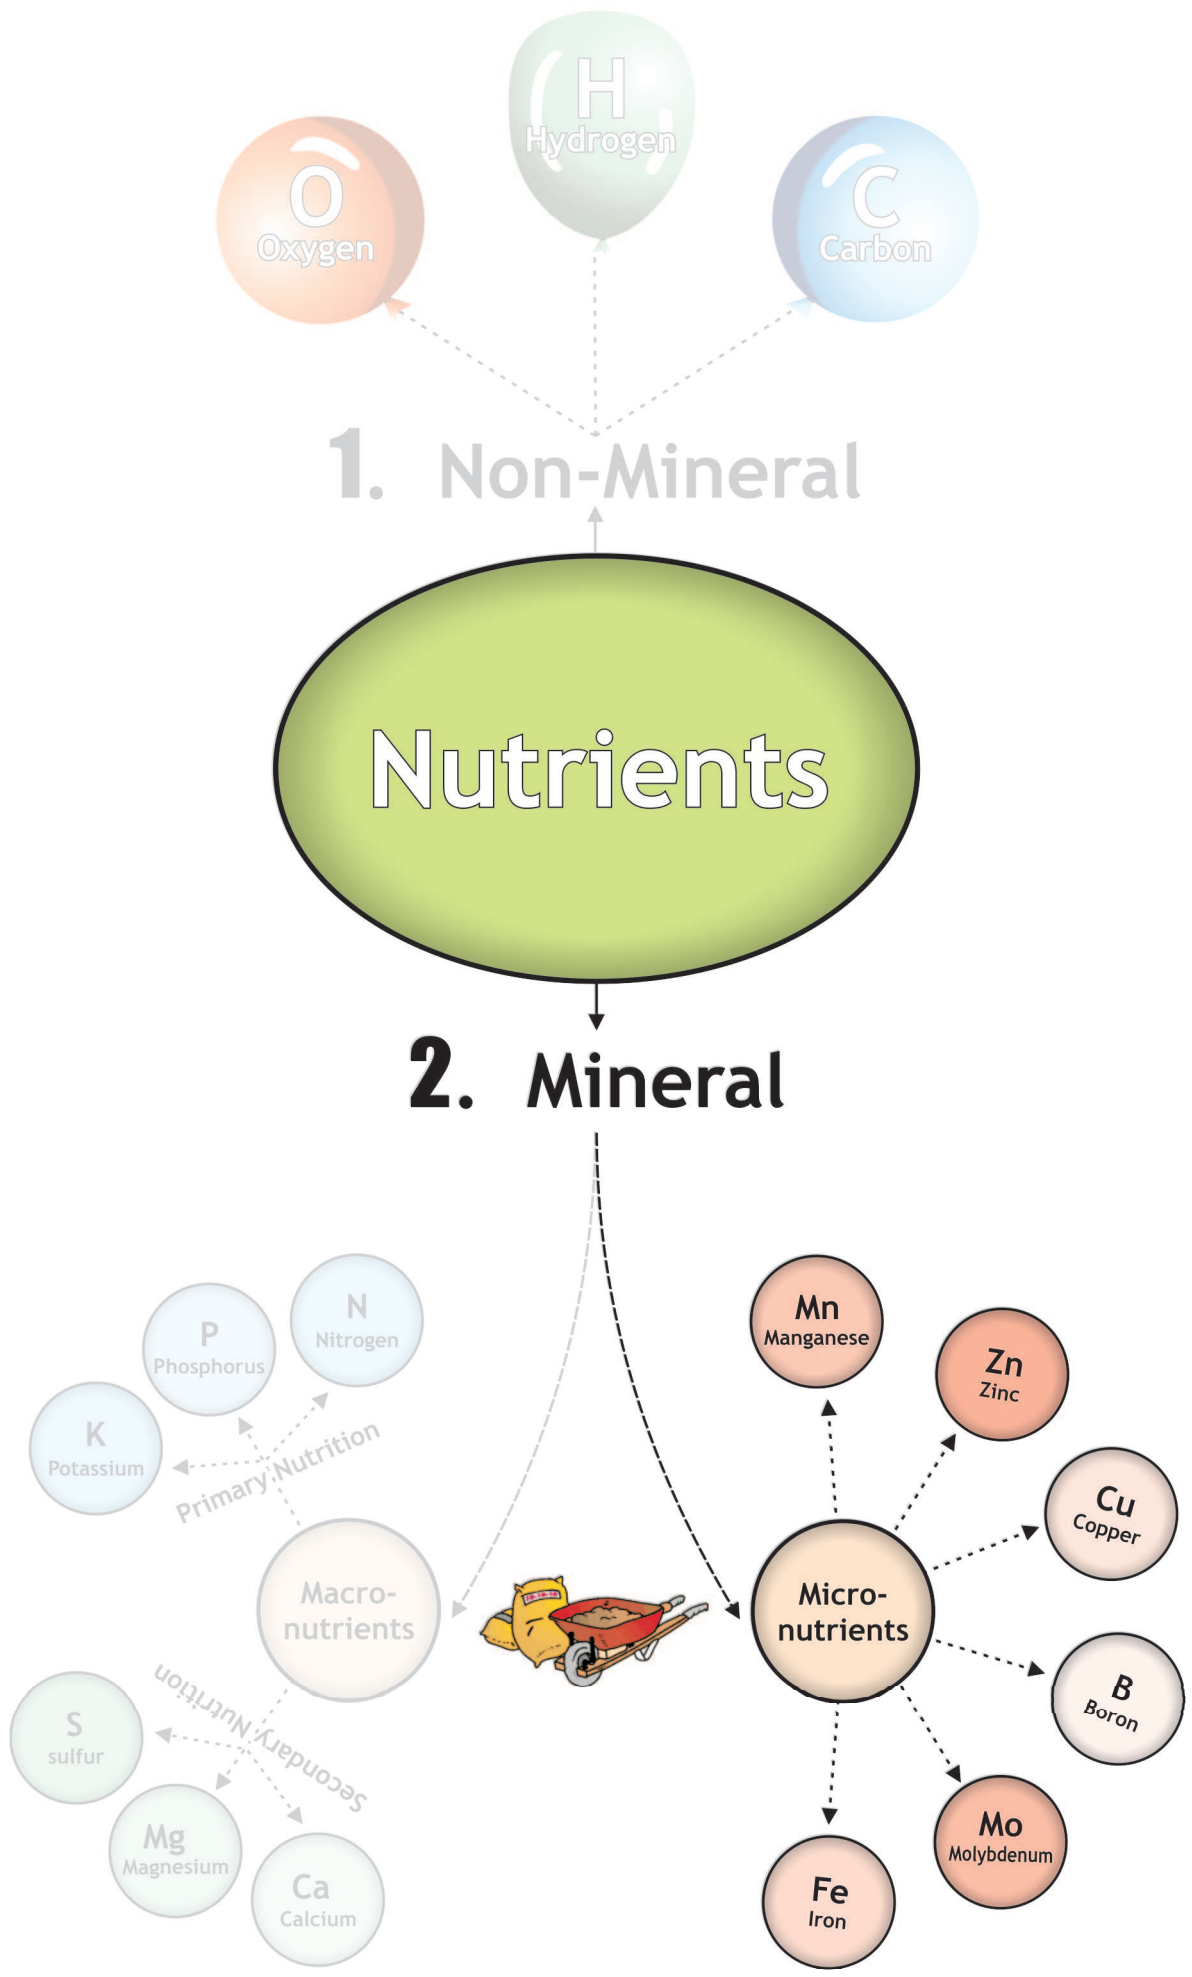 H
Hydrogen
O
Oxygen
C
Carbon
1. Non-Mineral
Nutrients
2. Mineral
N
Nitrogen
P
Phosphorus
K
Potassium
Primary Nutrition
Macro-
nutrients
Secondary Nutrition
S
sulfur
Mg
Magnesium
Ca
Calcium
Mn
Manganese
Zn
Zinc
Cu
Copper
Micro-
nutrients
B
Boron
Mo
Molybdenum
Fe
Iron